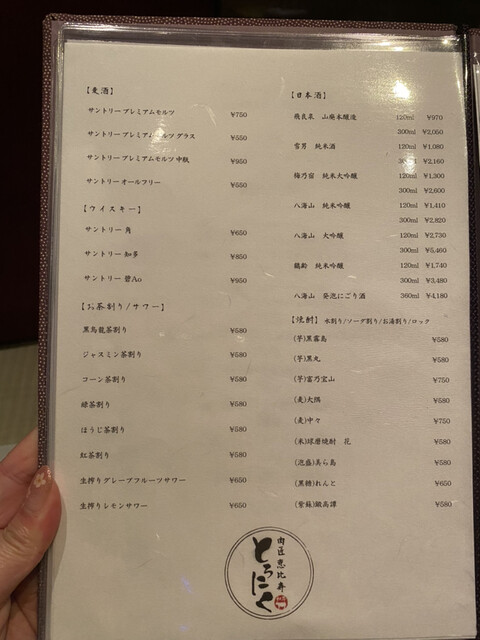 【麦酒】
サントリープレミアムモルツ ¥750
サントリープレミアムモルツ グラス ¥550
サントリープレミアムモルツ 中瓶 ¥950
サントリーオールフリー ¥550
【ウイスキー】
サントリー 角 ¥650
サントリー 知多 ¥850
サントリー 碧Ao ¥950
【お茶割り/サワー】
黒烏龍茶割り ¥580
ジャスミン茶割り ¥580
コーン茶割り ¥580
緑茶割り ¥580
ほうじ茶割り ¥580
紅茶割り ¥580
生搾りグレープフルーツサワー ¥650
生搾りレモンサワー ¥650
【日本酒】
飛良泉 山廃本醸造 120ml ¥970
300ml ¥2,050
雪男 純米酒 120ml ¥1,080
300ml ¥2,160
梅乃宿 純米大吟醸 120ml ¥1,300
300ml ¥2,600
八海山 純米吟醸 120ml ¥1,410
300ml ¥2,820
八海山 大吟醸 120ml ¥2,730
300ml ¥5,460
鶴齢 純米吟醸 120ml ¥1,740
300ml ¥3,480
八海山 発泡にごり酒 360ml ¥4,180
【焼酎】 水割り/ソーダ割り/お湯割り/ロック
(芋)黒霧島 ¥580
(芋)黒丸 ¥580
(芋)富乃宝山 ¥750
(麦)大隅 ¥580
(麦)中々 ¥750
(米)球磨焼酎 花 ¥580
(泡盛)美ら島 ¥580
(黒糖)れんと ¥650
(紫蘇)鍛高譚 ¥580
肉匠恵比寿
とろにく